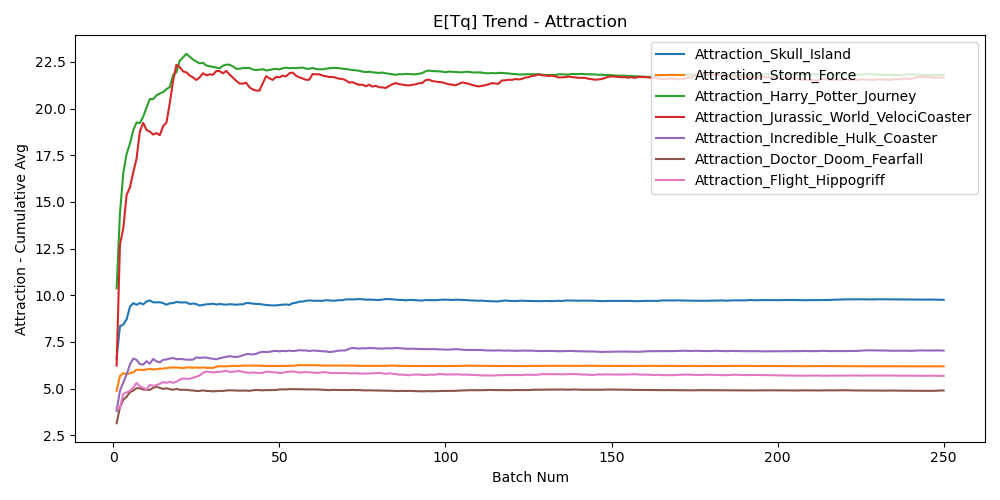 E[Tq] Trend - Attraction
Attraction - Cumulative Avg
22.5
20.0
17.5
15.0
12.5
10.0
7.5
5.0
2.5
Attraction_Skull_Island
Attraction_Storm_Force
Attraction_Harry_Potter_Journey
Attraction_Jurassic_World_VelociCoaster
Attraction_Incredible_Hulk_Coaster
Attraction_Doctor_Doom_Fearfall
Attraction_Flight_Hippogriff
0
50
100
150
200
250
Batch Num